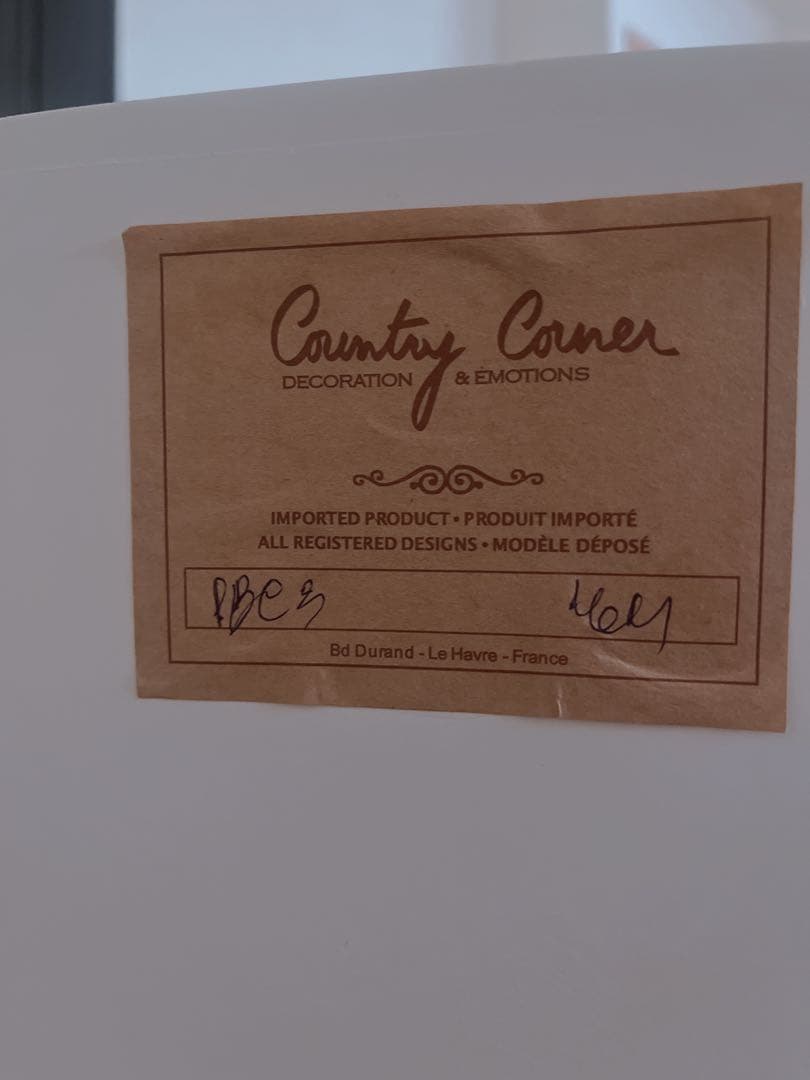 Country Corner
DECORATION & ÉMOTIONS
IMPORTED PRODUCT • PRODUIT IMPORTÉ
ALL REGISTERED DESIGNS • MODÈLE DÉPOSÉ
Bd Durand - Le Havre - France